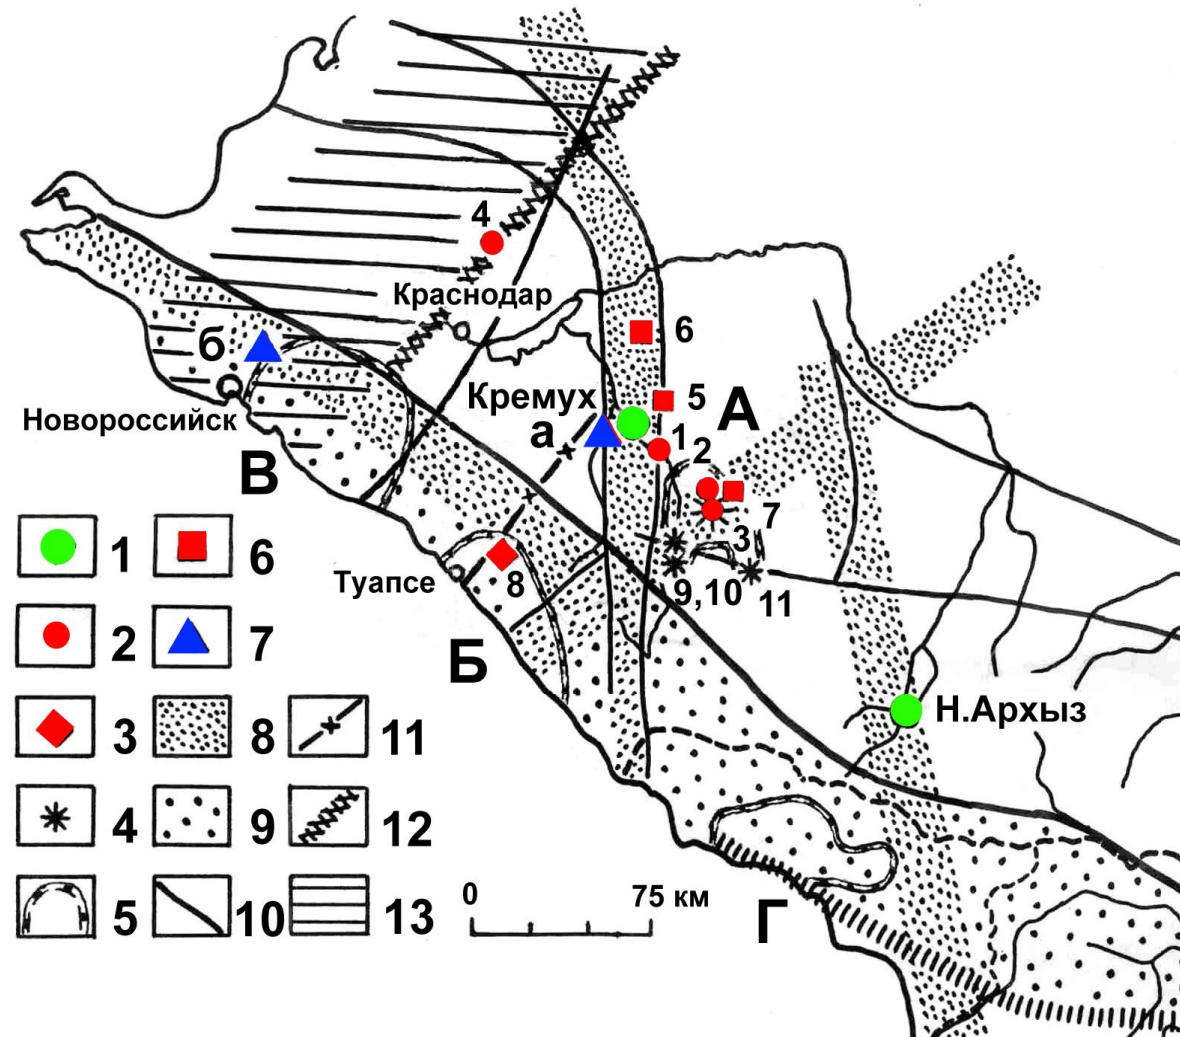 4
Краснодар
б
6
Кремух
5
А
а
1
2
Новороссийск
В
7
3
Туапсе
8
9,10
11
Б
Н.Архыз
1
6
2
7
3
8
11
4
9
12
5
10
13
0
75 км
Г